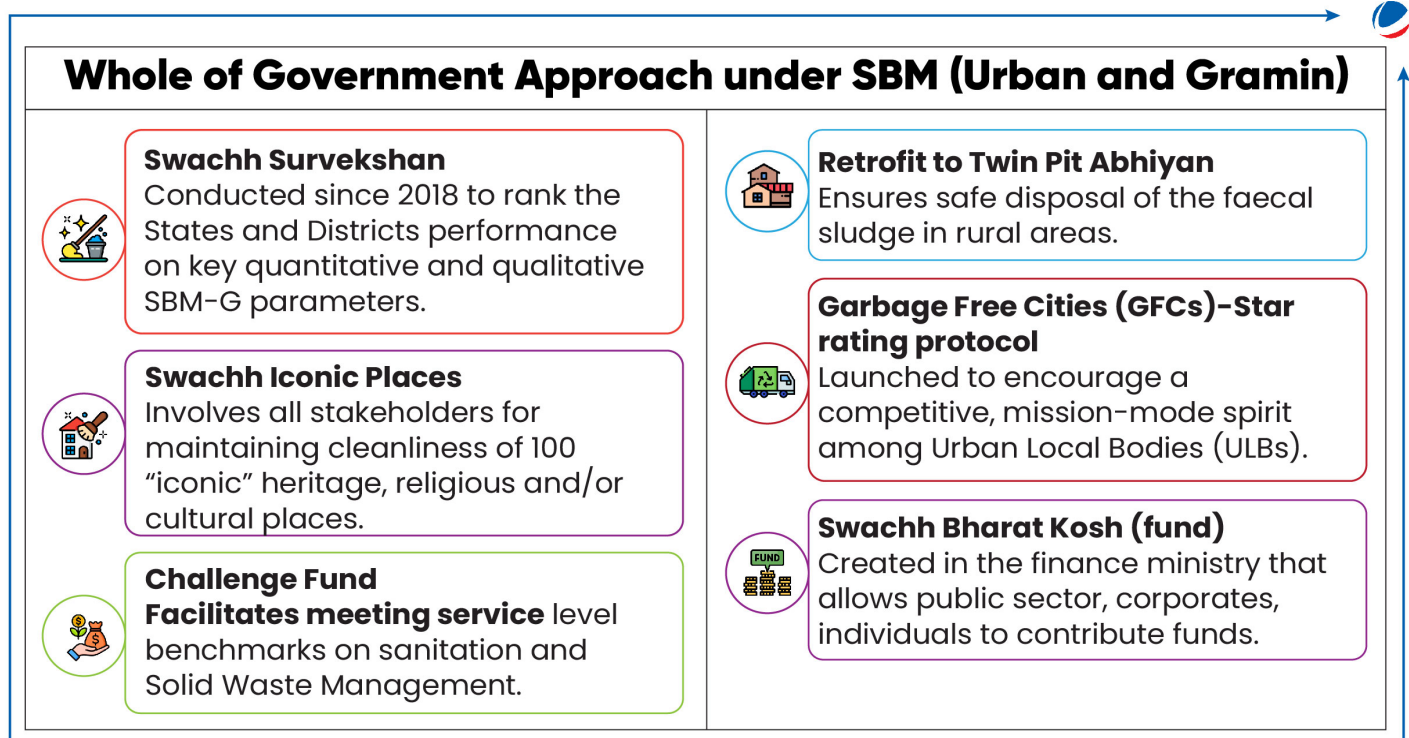 Whole of Government Approach under SBM (Urban and Gramin)
Swachh Survekshan
Conducted since 2018 to rank the
States and Districts performance
on key quantitative and qualitative
SBM-G parameters.
Swachh Iconic Places
Involves all stakeholders for
maintaining cleanliness of 100
“iconic” heritage, religious and/or
cultural places.
Challenge Fund
Facilitates meeting service level
benchmarks on sanitation and
Solid Waste Management.
Retrofit to Twin Pit Abhiyan
Ensures safe disposal of the faecal
sludge in rural areas.
Garbage Free Cities (GFCs)-Star
rating protocol
Launched to encourage a
competitive, mission-mode spirit
among Urban Local Bodies (ULBs).
FUND
Swachh Bharat Kosh (fund)
Created in the finance ministry that
allows public sector, corporates,
individuals to contribute funds.